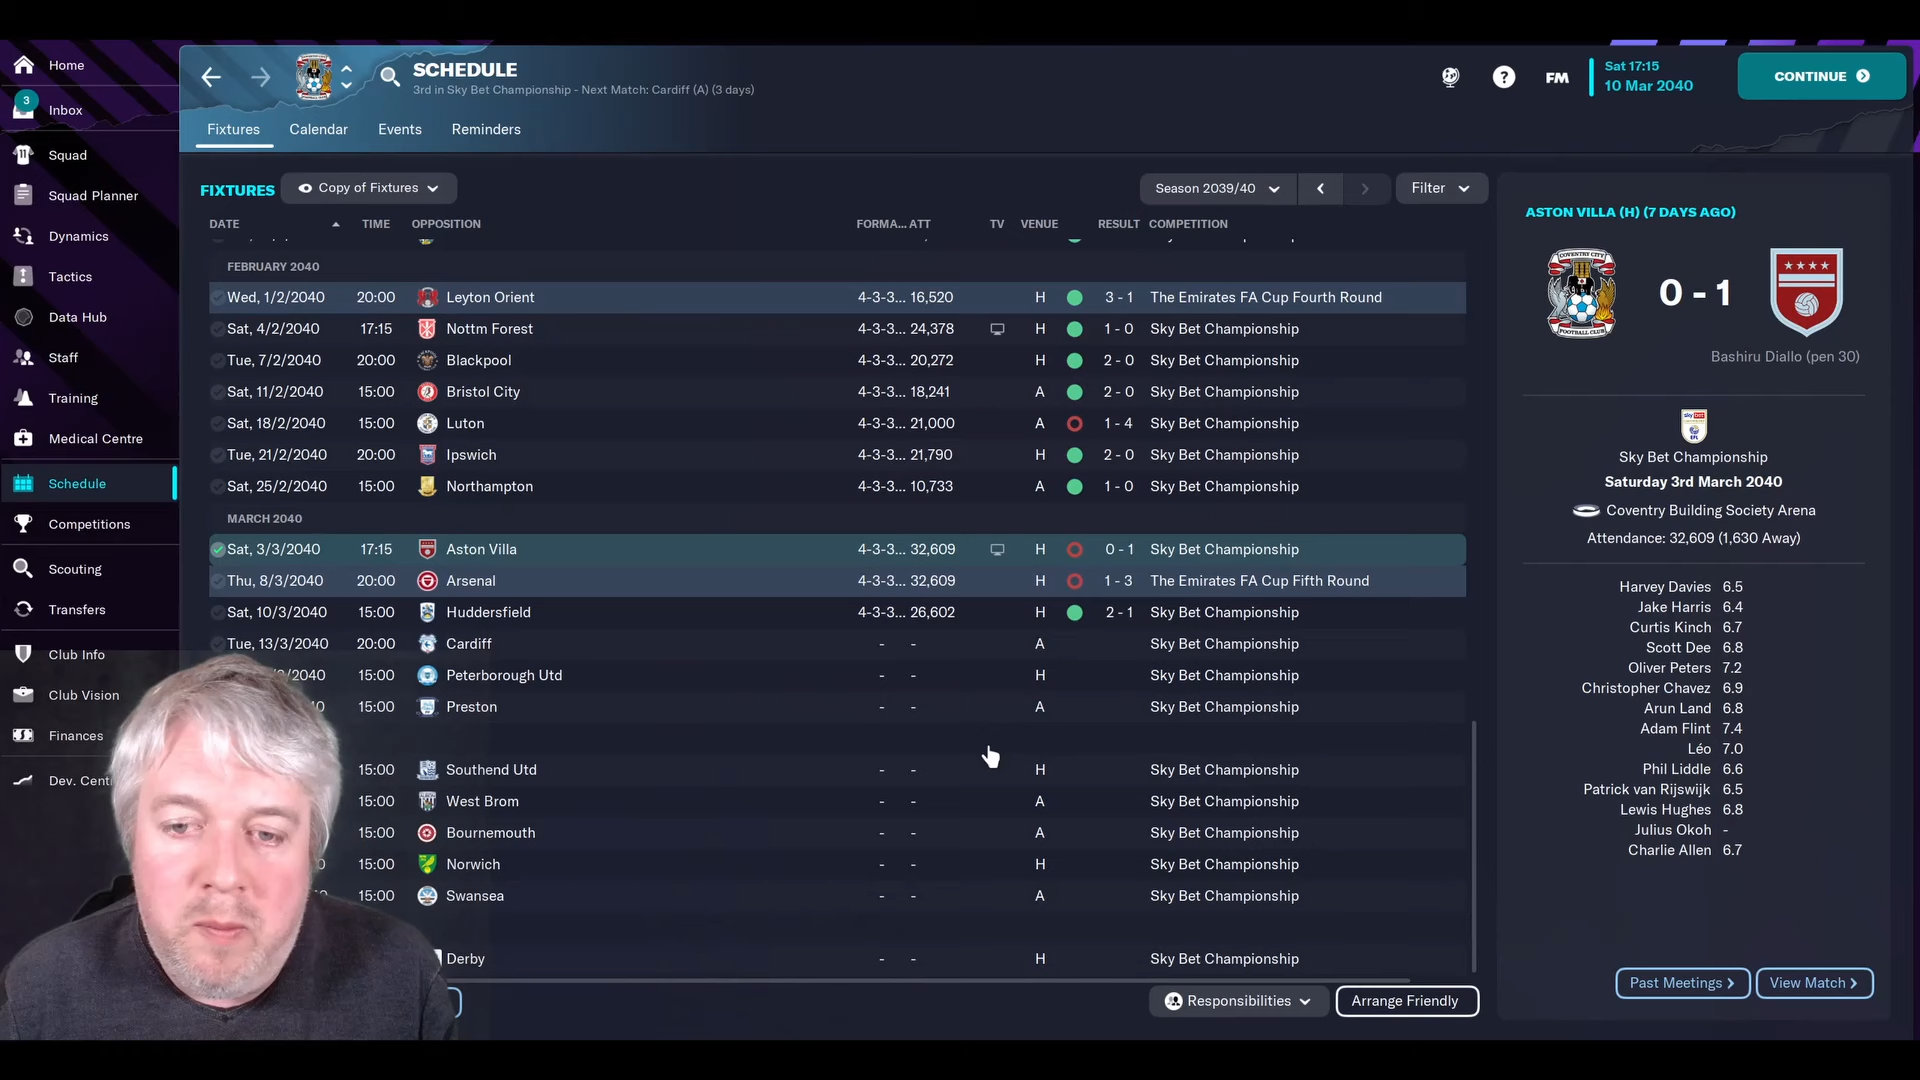 Home
3
Inbox
Squad
Squad Planner
Dynamics
Tactics
Data Hub
Staff
Training
Medical Centre
Schedule
Competitions
Scouting
Transfers
Club Info
Club Vision
Finances
Dev. Cent
SCHEDULE
3rd in Sky Bet Championship - Next Match: Cardiff (A) (3 days)
FM
Sat 17:15
10 Mar 2040
CONTINUE
Fixtures Calendar Events Reminders
FIXTURES Copy of Fixtures Season 2039/40 Filter
DATE TIME OPPOSITION FORMA... ATT TV VENUE RESULT COMPETITION
FEBRUARY 2040
Wed, 1/2/2040 20:00 Leyton Orient 4-3-3... 16,520 H 3 - 1 The Emirates FA Cup Fourth Round
Sat, 4/2/2040 17:15 Nottm Forest 4-3-3... 24,378 H 1 - 0 Sky Bet Championship
Tue, 7/2/2040 20:00 Blackpool 4-3-3... 20,272 H 2 - 0 Sky Bet Championship
Sat, 11/2/2040 15:00 Bristol City 4-3-3... 18,241 A 2 - 0 Sky Bet Championship
Sat, 18/2/2040 15:00 Luton 4-3-3... 21,000 A 1 - 4 Sky Bet Championship
Tue, 21/2/2040 20:00 Ipswich 4-3-3... 21,790 H 2 - 0 Sky Bet Championship
Sat, 25/2/2040 15:00 Northampton 4-3-3... 10,733 A 1 - 0 Sky Bet Championship
MARCH 2040
Sat, 3/3/2040 17:15 Aston Villa 4-3-3... 32,609 H 0 - 1 Sky Bet Championship
Thu, 8/3/2040 20:00 Arsenal 4-3-3... 32,609 H 1 - 3 The Emirates FA Cup Fifth Round
Sat, 10/3/2040 15:00 Huddersfield 4-3-3... 26,602 H 2 - 1 Sky Bet Championship
Tue, 13/3/2040 20:00 Cardiff - - A Sky Bet Championship
/2040 15:00 Peterborough Utd - - H Sky Bet Championship
15:00 Preston - - A Sky Bet Championship
15:00 Southend Utd - - H Sky Bet Championship
15:00 West Brom - - A Sky Bet Championship
15:00 Bournemouth - - A Sky Bet Championship
15:00 Norwich - - H Sky Bet Championship
15:00 Swansea - - A Sky Bet Championship
Derby - - H Sky Bet Championship
Responsibilities Arrange Friendly
ASTON VILLA (H) (7 DAYS AGO)
0 - 1
Bashiru Diallo (pen 30)
Sky Bet Championship
Saturday 3rd March 2040
Coventry Building Society Arena
Attendance: 32,609 (1,630 Away)
Harvey Davies 6.5
Jake Harris 6.4
Curtis Kinch 6.7
Scott Dee 6.8
Oliver Peters 7.2
Christopher Chavez 6.9
Arun Land 6.8
Adam Flint 7.4
Léo 7.0
Phil Liddle 6.6
Patrick van Rijswijk 6.5
Lewis Hughes 6.8
Julius Okoh -
Charlie Allen 6.7
Past Meetings View Match